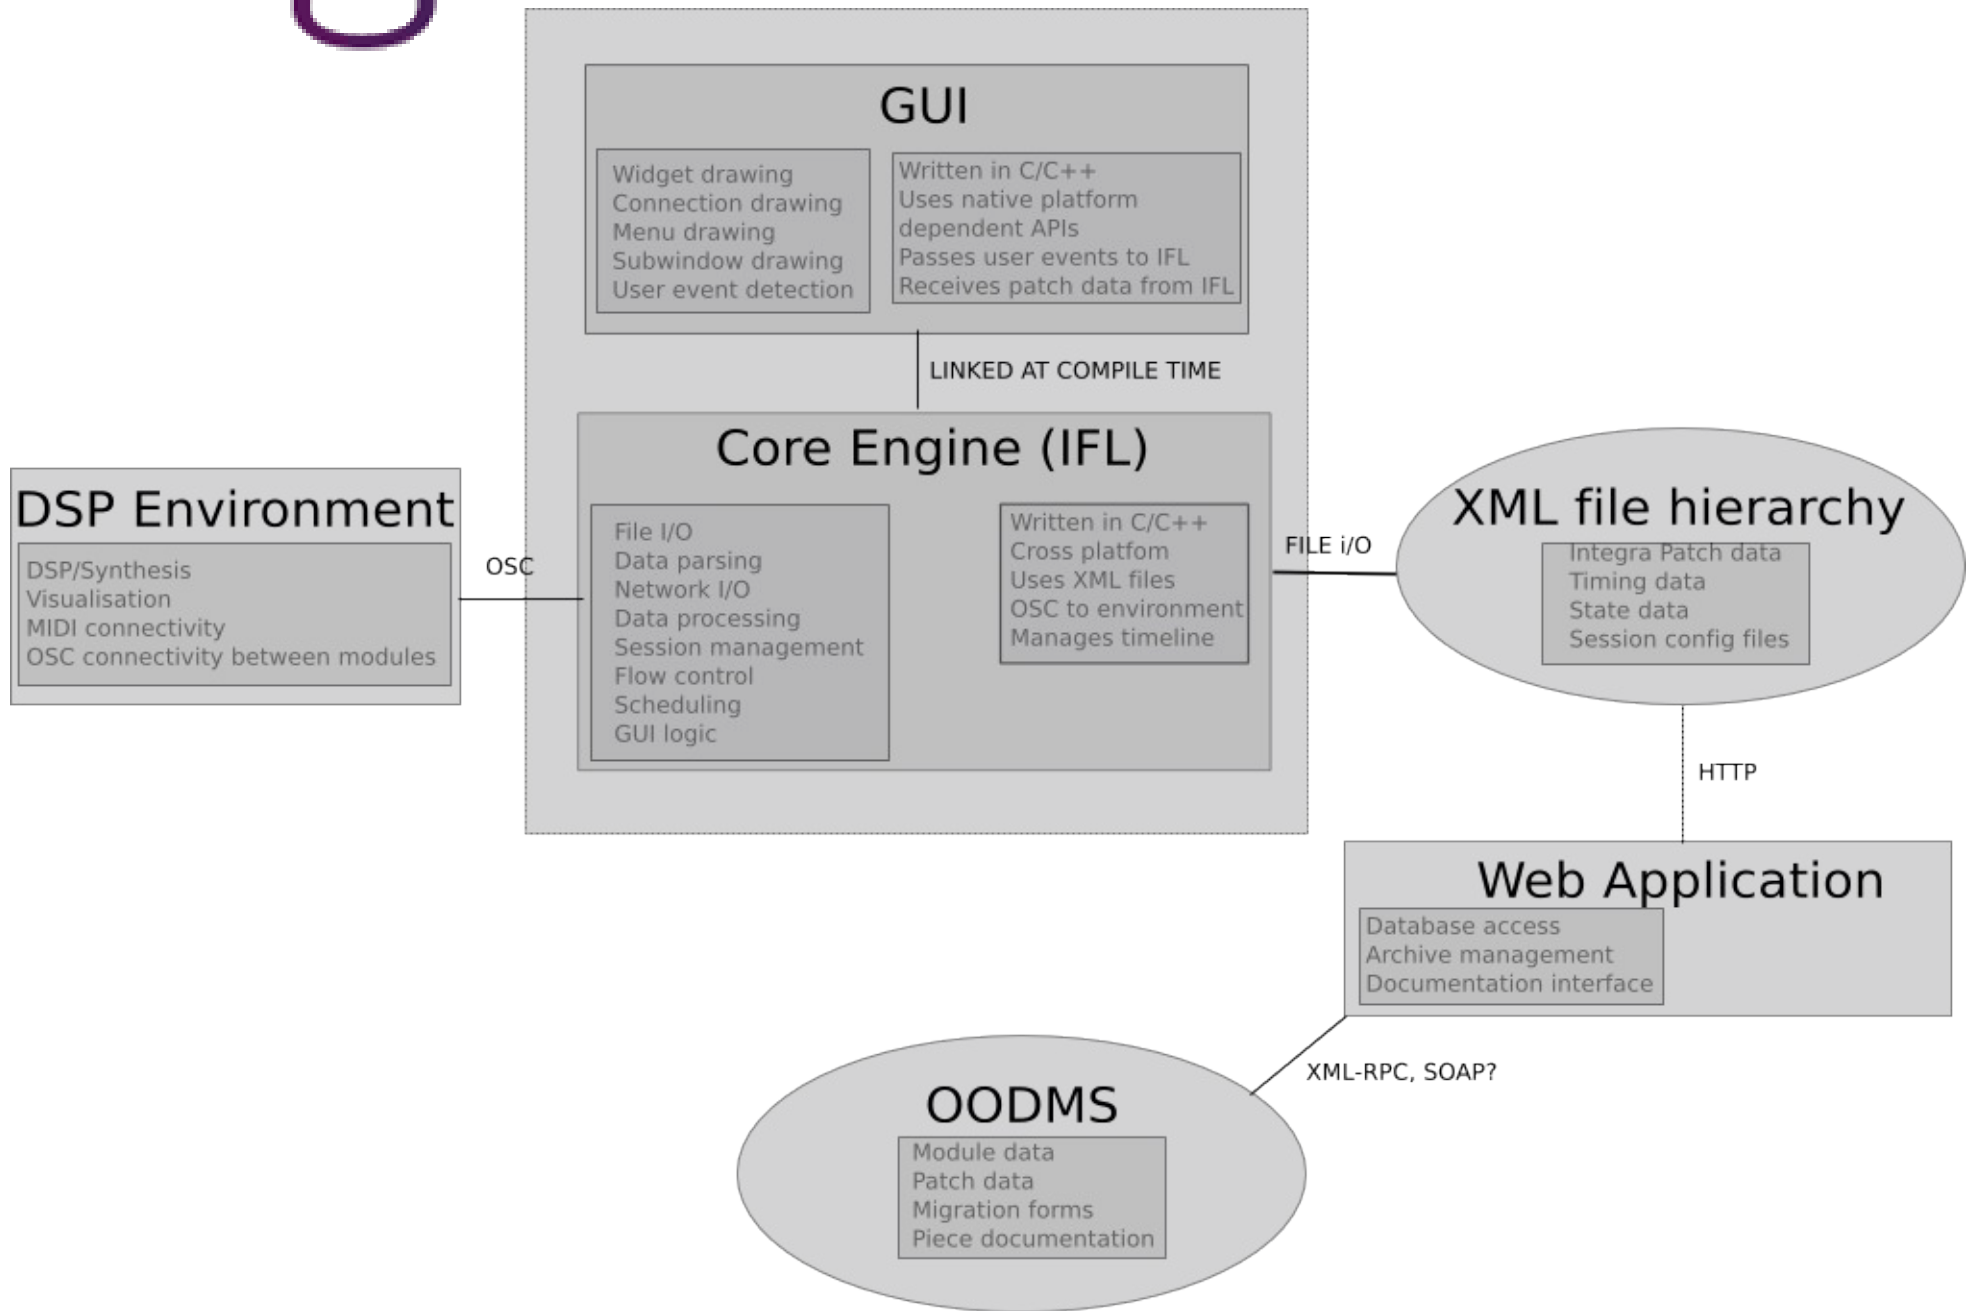 GUI
Widget drawing
Connection drawing
Menu drawing
Subwindow drawing
User event detection
Written in C/C++
Uses native platform
dependent APIs
Passes user events to IFL
Receives patch data from IFL
LINKED AT COMPILE TIME
Core Engine (IFL)
File I/O
Data parsing
Network I/O
Data processing
Session management
Flow control
Scheduling
GUI logic
Written in C/C++
Cross platfom
Uses XML files
OSC to environment
Manages timeline
DSP Environment
DSP/Synthesis
Visualisation
MIDI connectivity
OSC connectivity between modules
OSC
FILE i/O
XML file hierarchy
Integra Patch data
Timing data
State data
Session config files
HTTP
Web Application
Database access
Archive management
Documentation interface
XML-RPC, SOAP?
OODMS
Module data
Patch data
Migration forms
Piece documentation